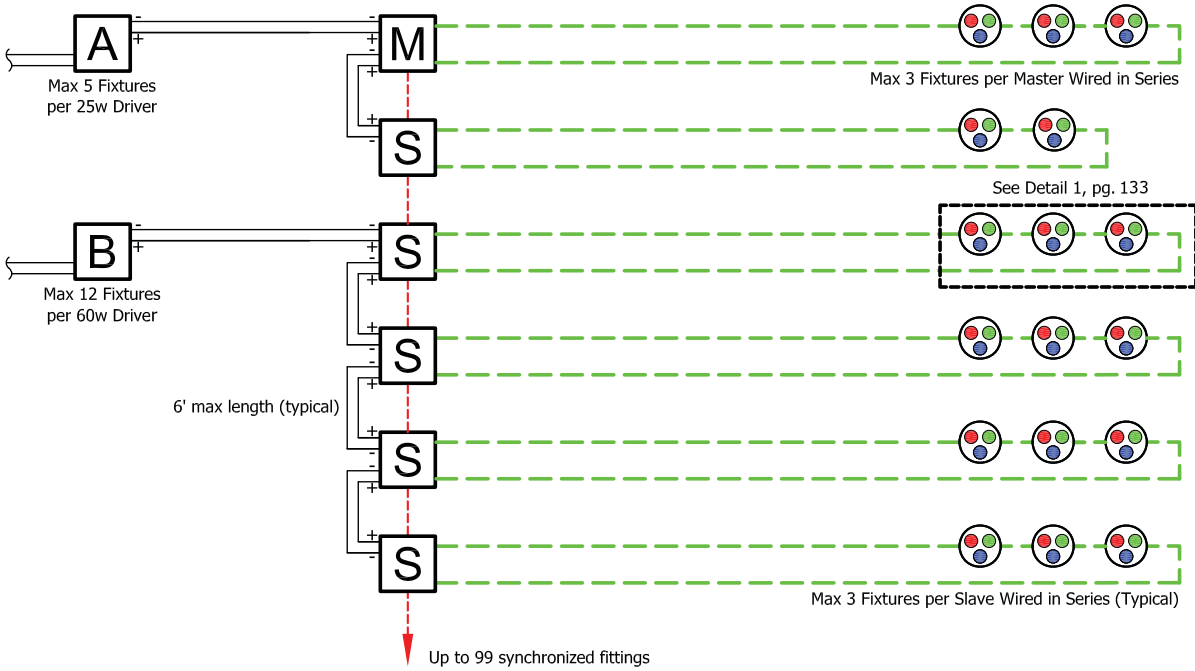 A
- +
- +
M
- +
Max 5 Fixtures
per 25w Driver
Max 3 Fixtures per Master Wired in Series
+ -
S
See Detail 1, pg. 133
B
- +
- +
S
- +
Max 12 Fixtures
per 60w Driver
+ -
S
- +
6' max length (typical)
+ -
S
- +
+ -
S
Max 3 Fixtures per Slave Wired in Series (Typical)
Up to 99 synchronized fittings